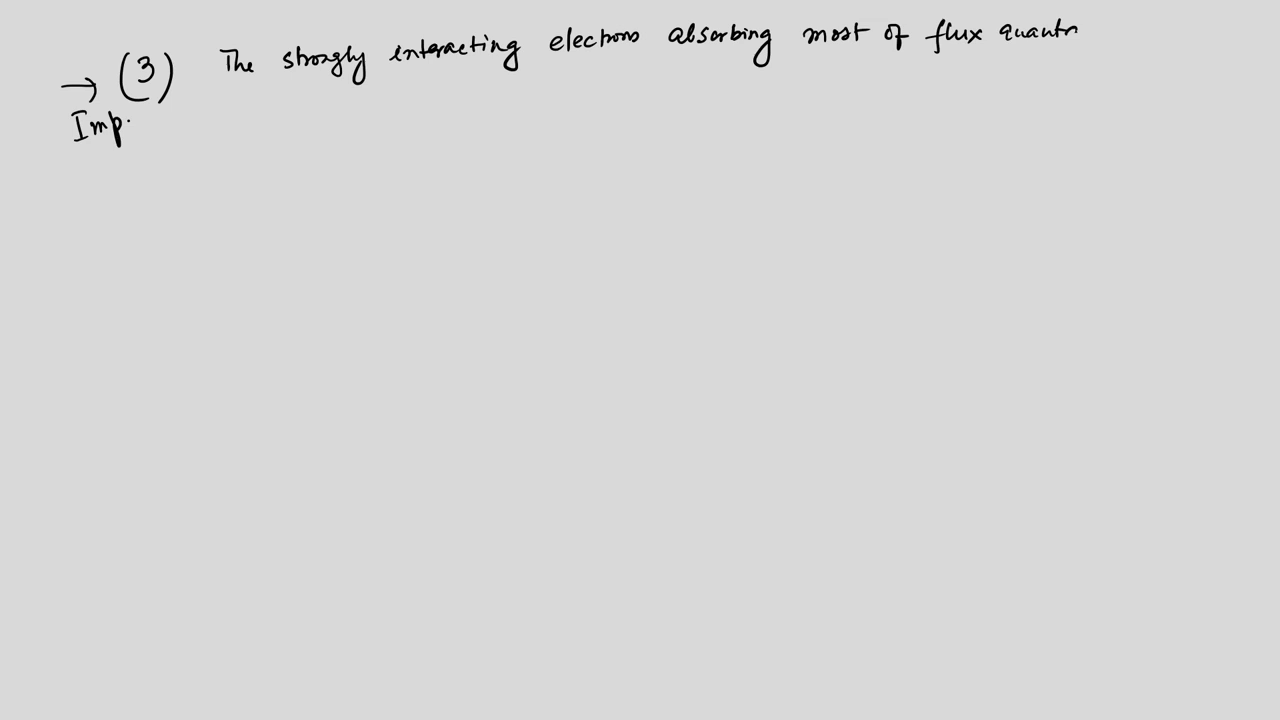 → (3) The strongly interacting electrons absorbing most of flux quanta
Imp.